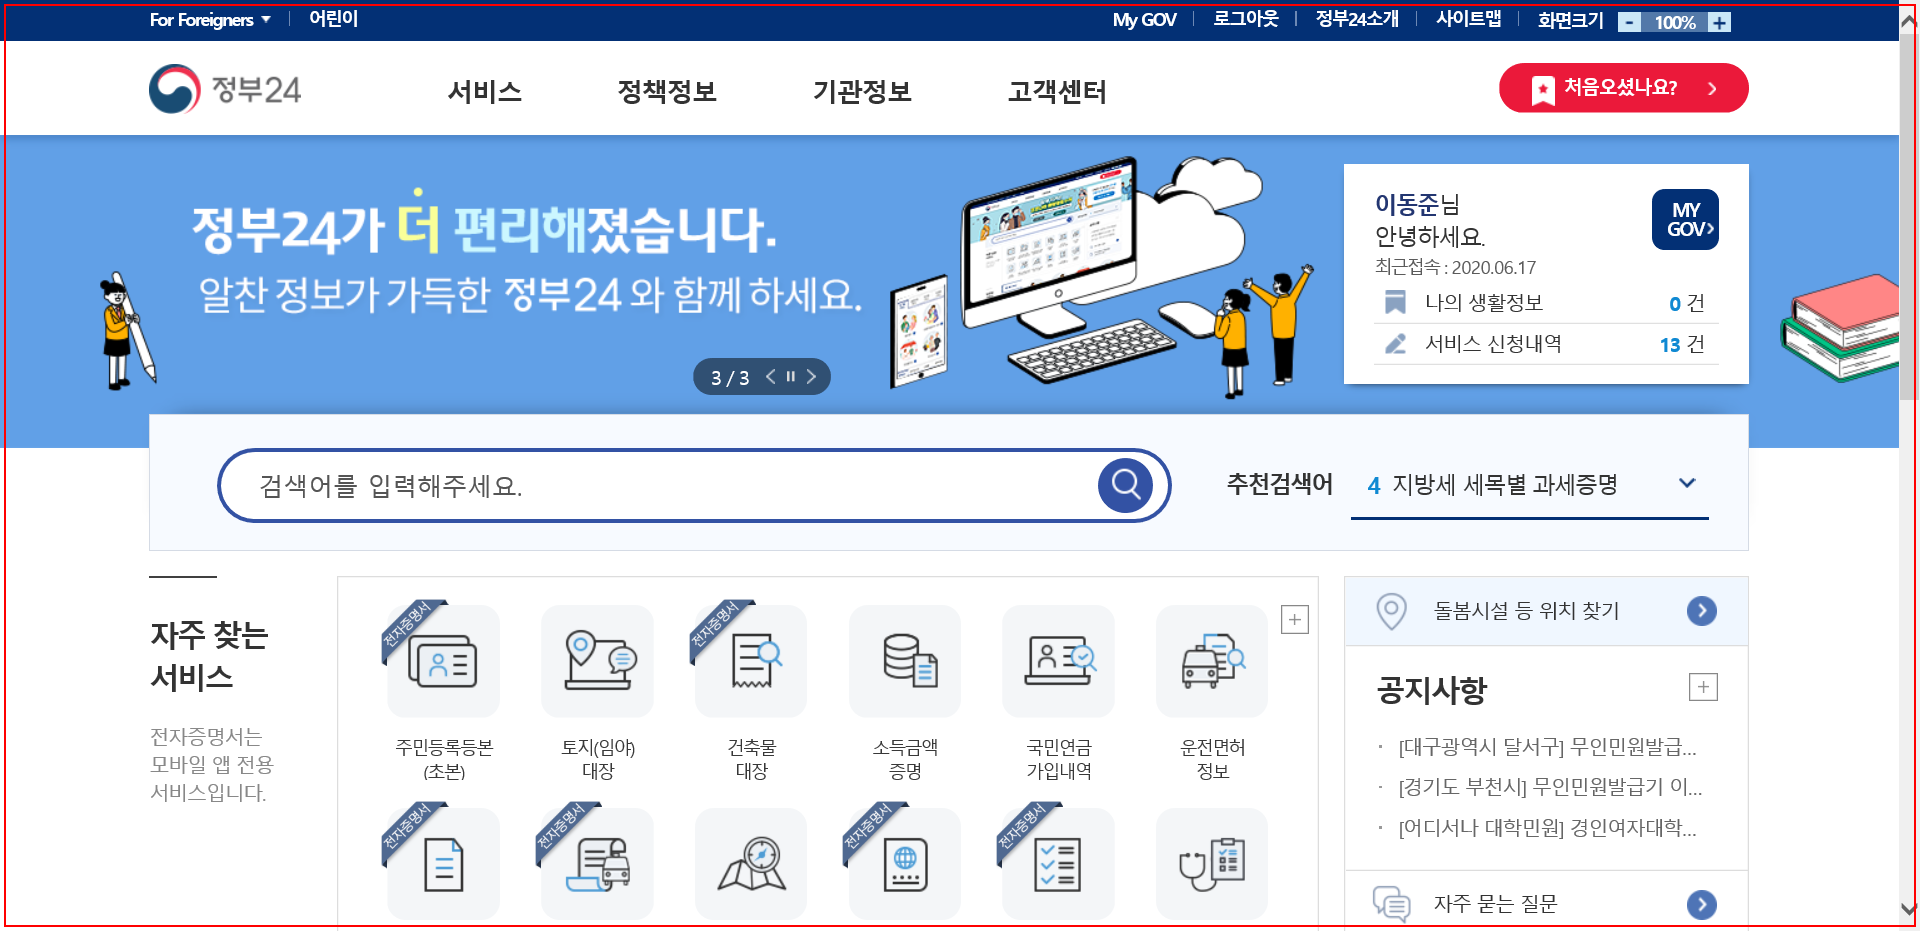 For Foreigners
어린이
My GOV
로그아웃
정부24소개
사이트맵
화면크기
- 100% +
정부24
서비스
정책정보
기관정보
고객센터
처음오셨나요?
정부24가 더 편리해졌습니다.
알찬 정보가 가득한 정부24 와 함께 하세요.
3 / 3
이동준님
안녕하세요.
최근접속 : 2020.06.17
MY
GOV
나의 생활정보 0 건
서비스 신청내역 13 건
검색어를 입력해주세요.
추천검색어
4 지방세 세목별 과세증명
자주 찾는
서비스
전자증명서는
모바일 앱 전용
서비스입니다.
전자증명서
주민등록등본
(초본)
토지(임야)
대장
전자증명서
건축물
대장
소득금액
증명
국민연금
가입내역
운전면허
정보
전자증명서
전자증명서
전자증명서
전자증명서
돌봄시설 등 위치 찾기
공지사항
· [대구광역시 달서구] 무인민원발급...
· [경기도 부천시] 무인민원발급기 이...
· [어디서나 대학민원] 경인여자대학...
자주 묻는 질문